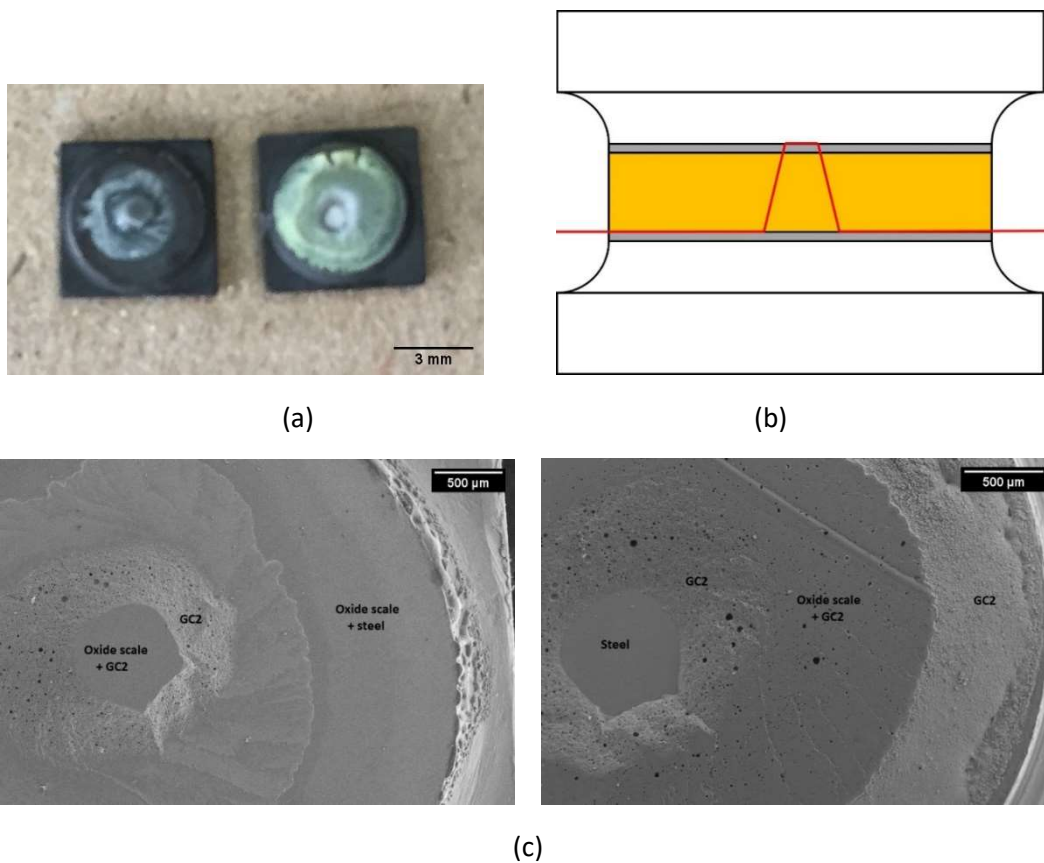 3 mm
(a)
(b)
500 µm
GC2
Oxide scale
+ steel
Oxide scale
+ GC2
500 µm
GC2
GC2
Oxide scale
+ GC2
Steel
(c)